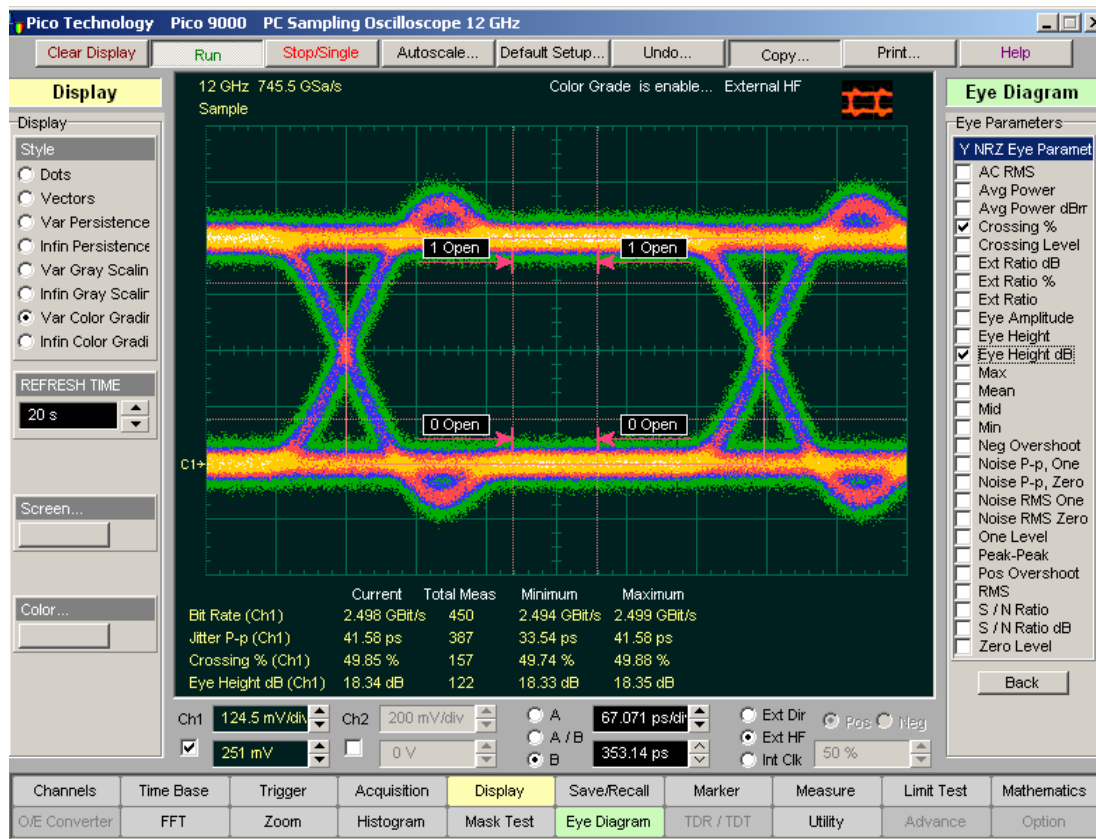 Pico Technology Pico 9000 PC Sampling Oscilloscope 12 GHz
Clear Display Run Stop/Single Autoscale... Default Setup... Undo... Copy... Print... Help
Display
Display
Style
Dots
Vectors
Var Persistence
Infin Persistence
Var Gray Scalin
Infin Gray Scalin
Var Color Gradin
Infin Color Gradi
REFRESH TIME
20 s
Screen...
Color...
12 GHz 745.5 GSa/s Color Grade is enable... External HF
Sample
1 Open 1 Open
0 Open 0 Open
C1
Current Total Meas Minimum Maximum
Bit Rate (Ch1) 2.498 GBit/s 450 2.494 GBit/s 2.499 GBit/s
Jitter P-p (Ch1) 41.58 ps 387 33.54 ps 41.58 ps
Crossing % (Ch1) 49.85 % 157 49.74 % 49.88 %
Eye Height dB (Ch1) 18.34 dB 122 18.33 dB 18.35 dB
Eye Diagram
Eye Parameters
Y NRZ Eye Paramet
AC RMS
Avg Power
Avg Power dBm
Crossing %
Crossing Level
Ext Ratio dB
Ext Ratio %
Ext Ratio
Eye Amplitude
Eye Height
Eye Height dB
Max
Mean
Mid
Min
Neg Overshoot
Noise P-p, One
Noise P-p, Zero
Noise RMS One
Noise RMS Zero
One Level
Peak-Peak
Pos Overshoot
RMS
S / N Ratio
S / N Ratio dB
Zero Level
Back
Ch1 124.5 mV/div Ch2 200 mV/div A 67.071 ps/div Ext Dir Pos Neg
A / B Ext HF
251 mV 0 V B 353.14 ps Int Clk 50 %
Channels Time Base Trigger Acquisition Display Save/Recall Marker Measure Limit Test Mathematics
O/E Converter FFT Zoom Histogram Mask Test Eye Diagram TDR / TDT Utility Advance Option